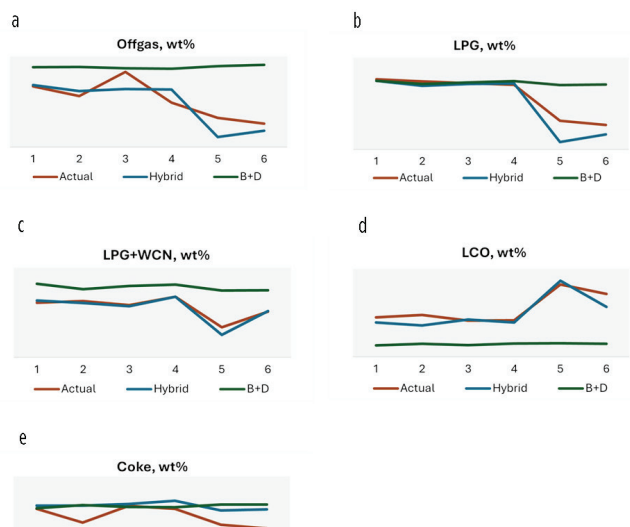 a
Offgas, wt%
1 2 3 4 5 6
Actual Hybrid B+D
b
LPG, wt%
1 2 3 4 5 6
Actual Hybrid B+D
c
LPG+WCN, wt%
1 2 3 4 5 6
Actual Hybrid B+D
d
LCO, wt%
1 2 3 4 5 6
Actual Hybrid B+D
e
Coke, wt%